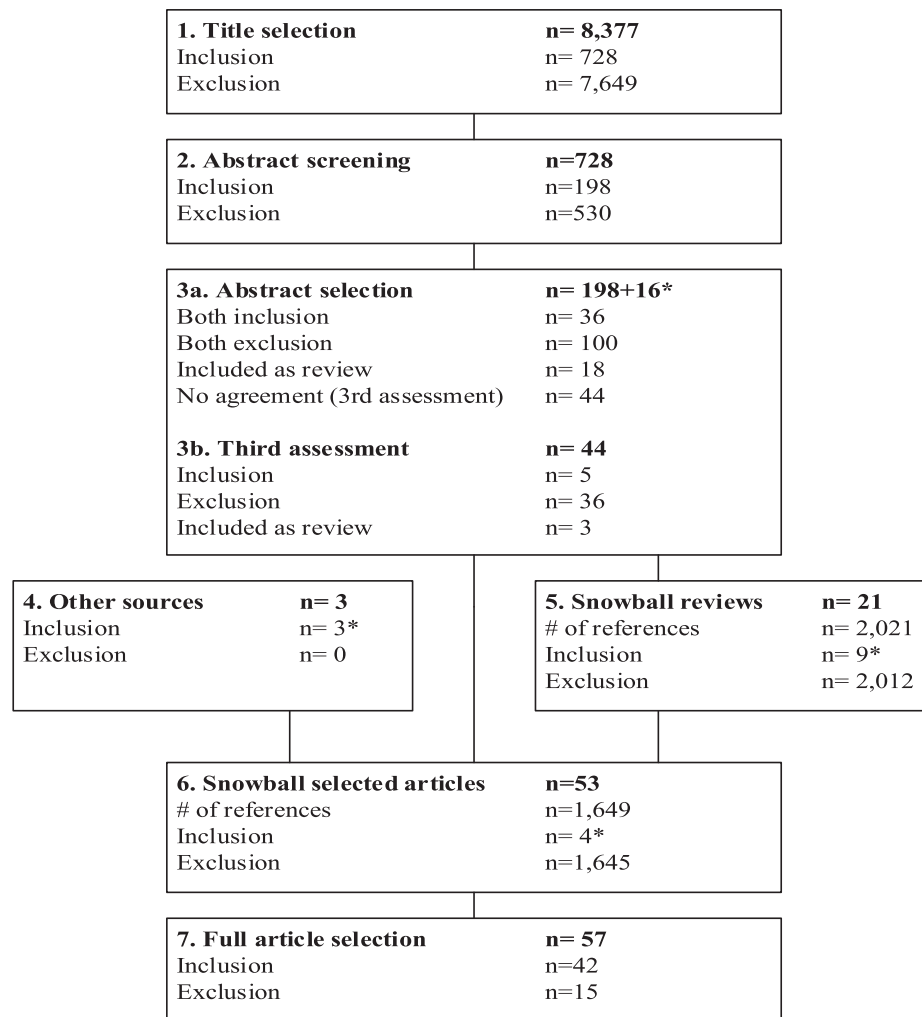 1. Title selection n= 8,377
Inclusion n= 728
Exclusion n= 7,649
2. Abstract screening n=728
Inclusion n=198
Exclusion n=530
3a. Abstract selection n= 198+16*
Both inclusion n= 36
Both exclusion n= 100
Included as review n= 18
No agreement (3rd assessment) n= 44
3b. Third assessment n= 44
Inclusion n= 5
Exclusion n= 36
Included as review n= 3
4. Other sources n= 3
Inclusion n= 3*
Exclusion n= 0
5. Snowball reviews n= 21
# of references n= 2,021
Inclusion n= 9*
Exclusion n= 2,012
6. Snowball selected articles n=53
# of references n=1,649
Inclusion n= 4*
Exclusion n=1,645
7. Full article selection n= 57
Inclusion n=42
Exclusion n=15